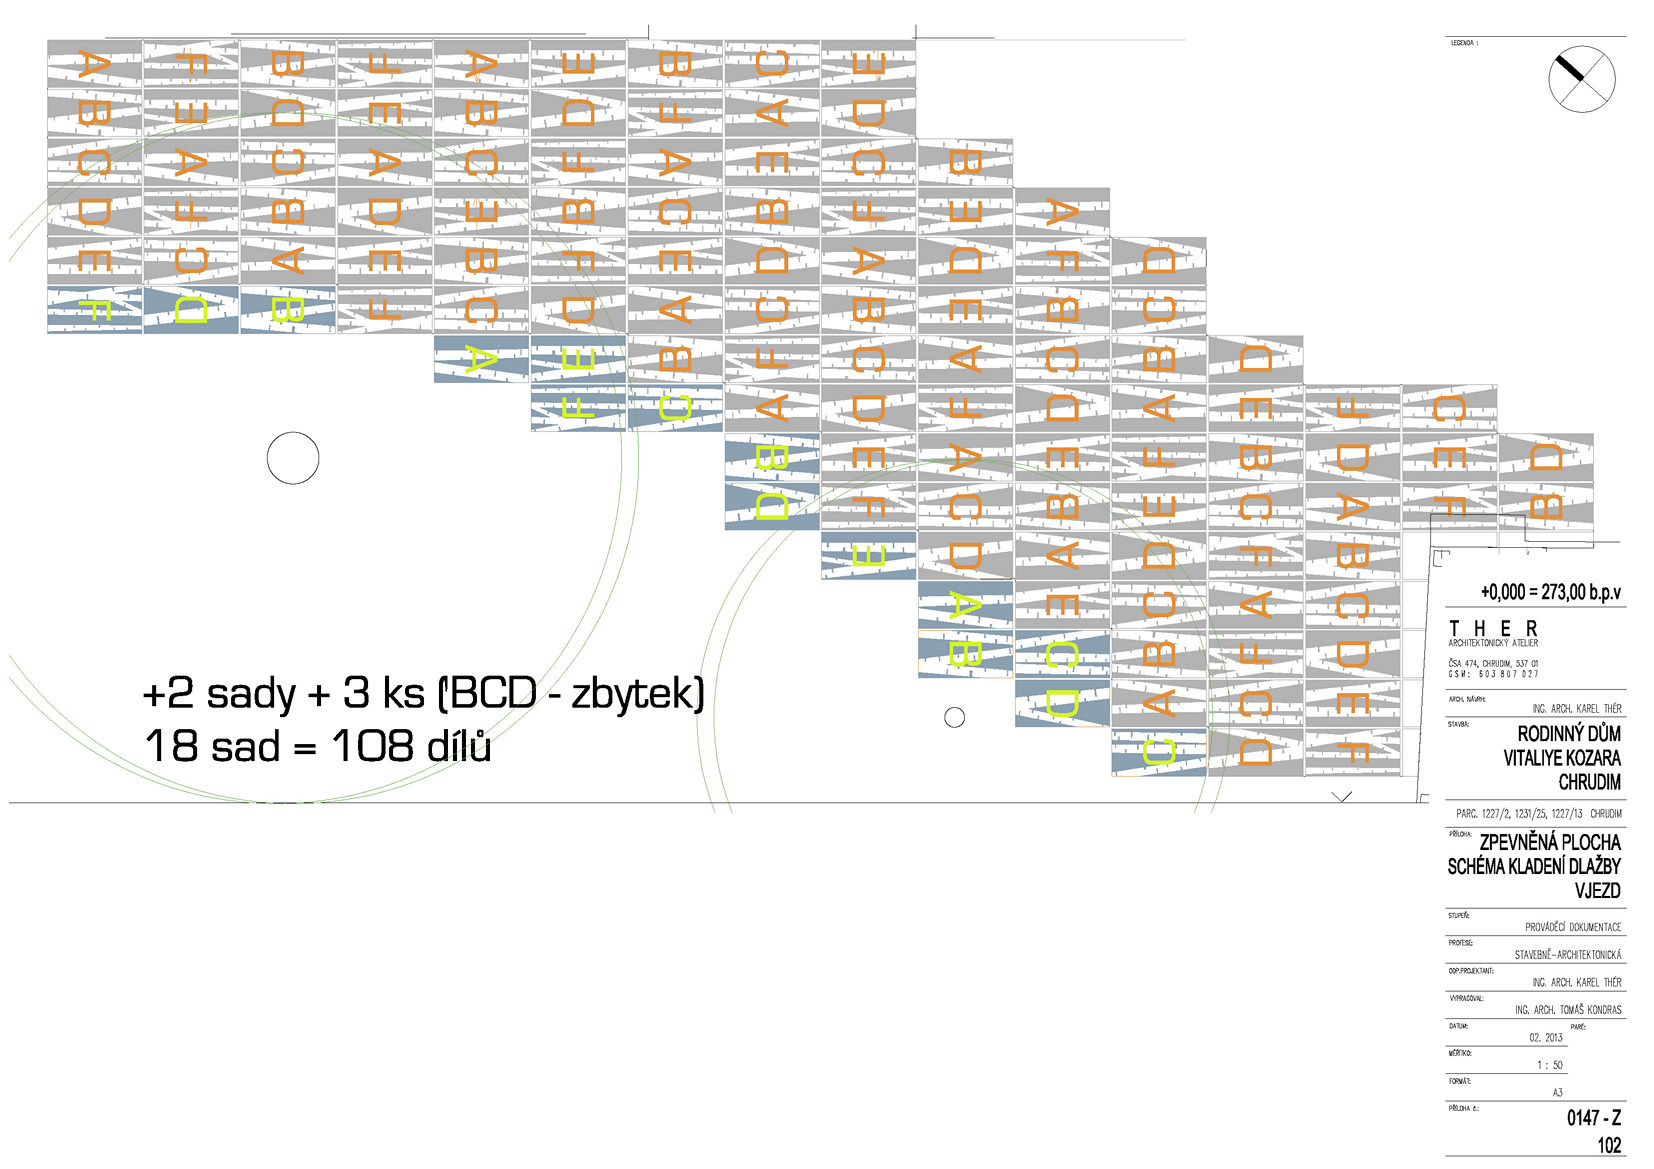 A F B F A E B C E
B E D E B D F A D
C A C A C F A E C B
D F B D E B C B F E A
E C A E B F E D A D F D
F D B F C D A C B E B C
A E B F C A C B D
F C A D F D A E F C
B E A E F B D E D
D F C B E C A F B
E D A D F B
A E C A C
B C B F D
D A C E
C D F
+2 sady + 3 ks (BCD - zbytek)
18 sad = 108 dílů
LEGENDA :
+0,000 = 273,00 b.p.v
THER
ARCHITEKTONICKÝ ATELIER
ČSA 474, CHRUDIM, 537 01
GSM: 603 807 027
ARCH. NÁVRH:
ING. ARCH. KAREL THÉR
STAVBA:
RODINNÝ DŮM
VITALIYE KOZARA
CHRUDIM
PARC. 1227/2, 1231/25, 1227/13 CHRUDIM
PŘÍLOHA:
ZPEVNĚNÁ PLOCHA
SCHÉMA KLADENÍ DLAŽBY
VJEZD
STUPEŇ:
PROVÁDĚCÍ DOKUMENTACE
PROFESE:
STAVEBNĚ-ARCHITEKTONICKÁ
ODP.PROJEKTANT:
ING. ARCH. KAREL THÉR
VYPRACOVAL:
ING. ARCH. TOMÁŠ KONDRAS
DATUM: PARÉ:
02. 2013
MĚŘÍTKO:
1 : 50
FORMÁT:
A3
PŘÍLOHA č.:
0147 - Z
102